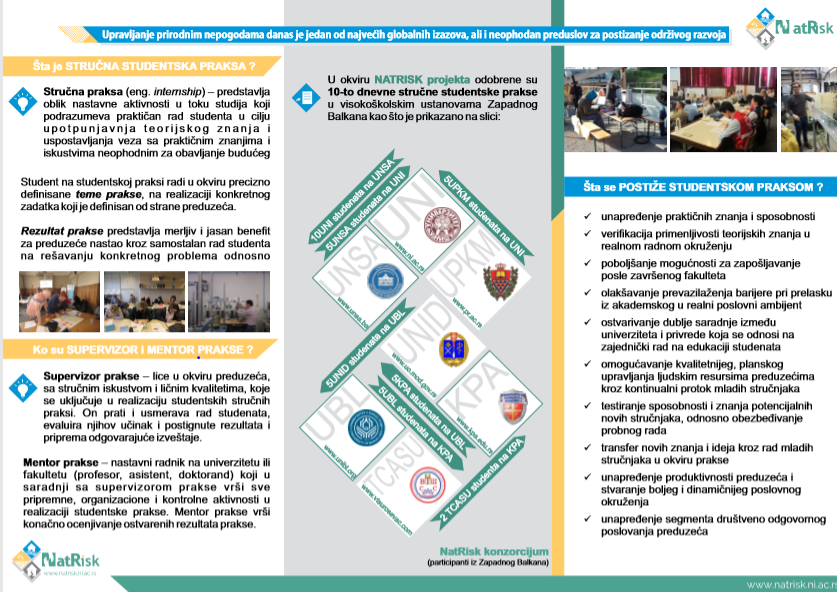 Upravljanje prirodnim nepogodama danas je jedan od najvećih globalnih izazova, ali i neophodan preduslov za postizanje održivog razvoja
NatRisk
Šta je STRUČNA STUDENTSKA PRAKSA ?
Stručna praksa (eng. internship) – predstavlja
oblik nastavne aktivnosti u toku studija koji
podrazumeva praktičan rad studenta u cilju
upotpunjavnja teorijskog znanja i
uspostavljanja veza sa praktičnim znanjima i
iskustvima neophodnim za obavljanje budućeg
Student na studentskoj praksi radi u okviru precizno
definisane teme prakse, na realizaciji konkretnog
zadatka koji je definisan od strane preduzeća.
Rezultat prakse predstavlja merljiv i jasan benefit
za preduzeće nastao kroz samostalan rad studenta
na rešavanju konkretnog problema odnosno
Ko su SUPERVIZOR i MENTOR PRAKSE ?
Supervizor prakse – lice u okviru preduzeća,
sa stručnim iskustvom i ličnim kvalitetima, koje
se uključuje u realizaciju studentskih stručnih
praksi. On prati i usmerava rad studenata,
evaluira njihov učinak i postignute rezultata i
priprema odgovarajuće izveštaje.
Mentor prakse – nastavni radnik na univerzitetu ili
fakultetu (profesor, asistent, doktorand) koji u
saradnji sa supervizorom prakse vrši sve
pripremne, organizacione i kontrolne aktivnosti u
realizaciji studentske prakse. Mentor prakse vrši
konačno ocenjivanje ostvarenih rezultata prakse.
NatRisk
www.natrisk.ni.ac.rs
U okviru NATRISK projekta odobrene su
10-to dnevne stručne studentske prakse
u visokoškolskim ustanovama Zapadnog
Balkana kao što je prikazano na slici:
10UNI studenata na UNSA
5UNSA studenata na UNI
5UPKM studenata na UNI
UNI
www.ni.ac.rs
UNSA
www.unsa.ba
UPKM
www.pr.ac.rs
5UNID studenata na UBL
UNID
www.uo.mod.gov.rs
5KPA studenata na UBL
5UBL studenata na KPA
KPA
www.kpa.edu.rs
UBL
www.unibl.org
TCASU
2 TCASU studenta na KPA
NatRisk konzorcijum
(participanti iz Zapadnog Balkana)
Šta se POSTIŽE STUDENTSKOM PRAKSOM ?
✓ unapređenje praktičnih znanja i sposobnosti
✓ verifikacija primenljivosti teorijskih znanja u
realnom radnom okruženju
✓ poboljšanje mogućnosti za zapošljavanje
posle završenog fakulteta
✓ olakšavanje prevazilaženja barijere pri prelasku
iz akademskog u realni poslovni ambijent
✓ ostvarivanje dublje saradnje između
univerziteta i privrede koja se odnosi na
zajednički rad na edukaciji studenata
✓ omogućavanje kvalitetnijeg, planskog
upravljanja ljudskim resursima preduzećima
kroz kontinualni protok mladih stručnjaka
✓ testiranje sposobnosti i znanja potencijalnih
novih stručnjaka, odnosno obezbeđivanje
probnog rada
✓ transfer novih znanja i ideja kroz rad mladih
stručnjaka u okviru prakse
✓ unapređenje produktivnosti preduzeća i
stvaranje boljeg i dinamičnijeg poslovnog
okruženja
✓ unapređenje segmenta društveno odgovornog
poslovanja preduzeća
www.natrisk.ni.ac.rs